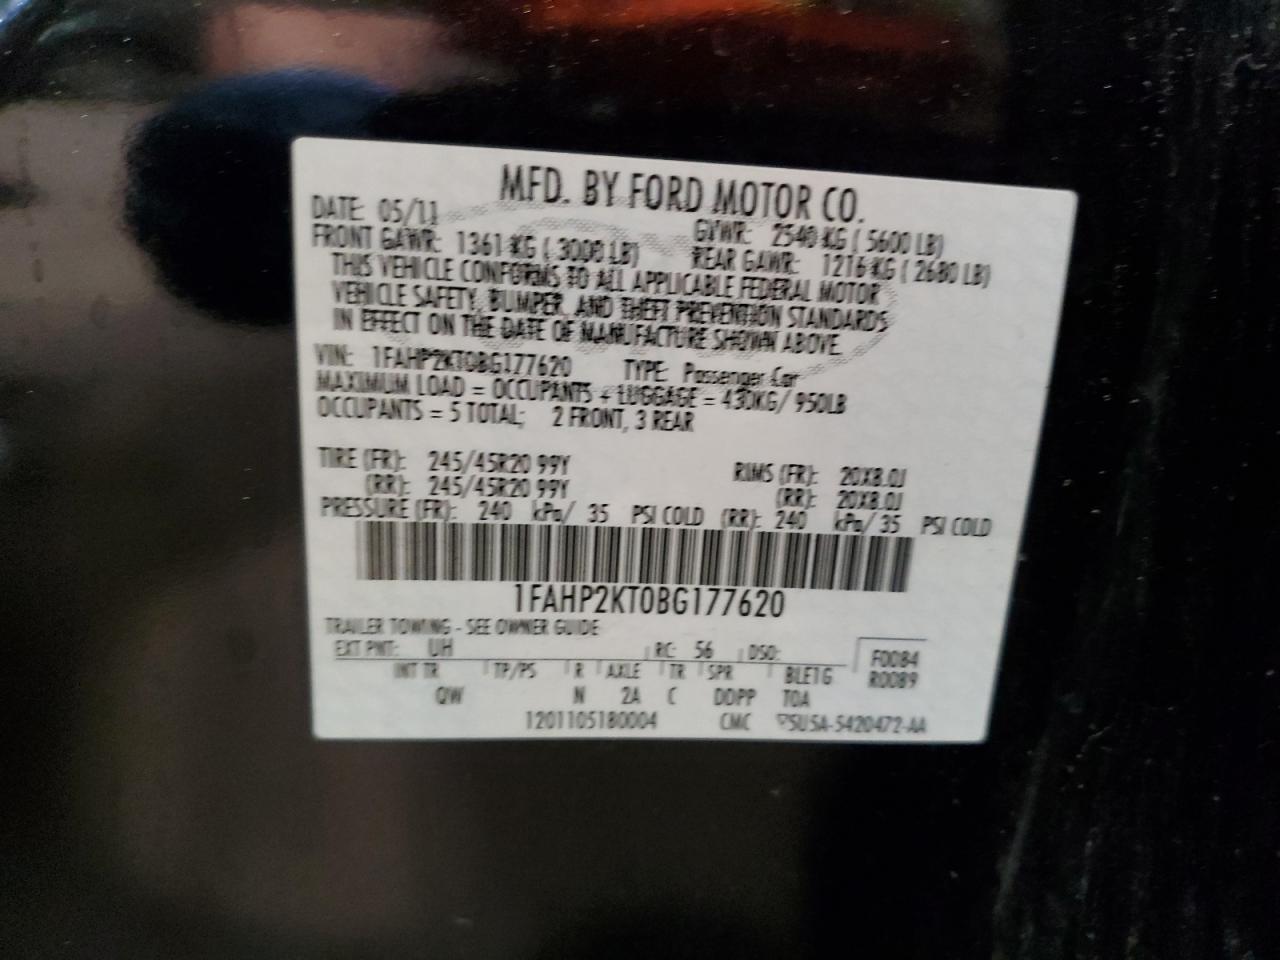 MFD. BY FORD MOTOR CO.
DATE: 05/11 GVWR: 2540 KG ( 5600 LB)
FRONT GAWR: 1361 KG ( 3000 LB) REAR GAWR: 1216 KG ( 2680 LB)
THIS VEHICLE CONFORMS TO ALL APPLICABLE FEDERAL MOTOR
VEHICLE SAFETY, BUMPER, AND THEFT PREVENTION STANDARDS
IN EFFECT ON THE DATE OF MANUFACTURE SHOWN ABOVE.
VIN: 1FAHP2KT0BG177620 TYPE: Passenger Car
MAXIMUM LOAD = OCCUPANTS + LUGGAGE = 430KG/ 950LB
OCCUPANTS = 5 TOTAL; 2 FRONT, 3 REAR
TIRE (FR): 245/45R20 99Y RIMS (FR): 20X8.0J
(RR): 245/45R20 99Y (RR): 20X8.0J
PRESSURE (FR): 240 kPa/ 35 PSI COLD (RR): 240 kPa/ 35 PSI COLD
1FAHP2KT0BG177620
TRAILER TOWING - SEE OWNER GUIDE
EXT PNT: UH RC: 56 DSO: F0084
INT TR TP/PS R AXLE TR SPR BLE1G R0089
QW N 2A C DDPP TOA
1201105180004 CMC ▽5U5A-5420472-AA